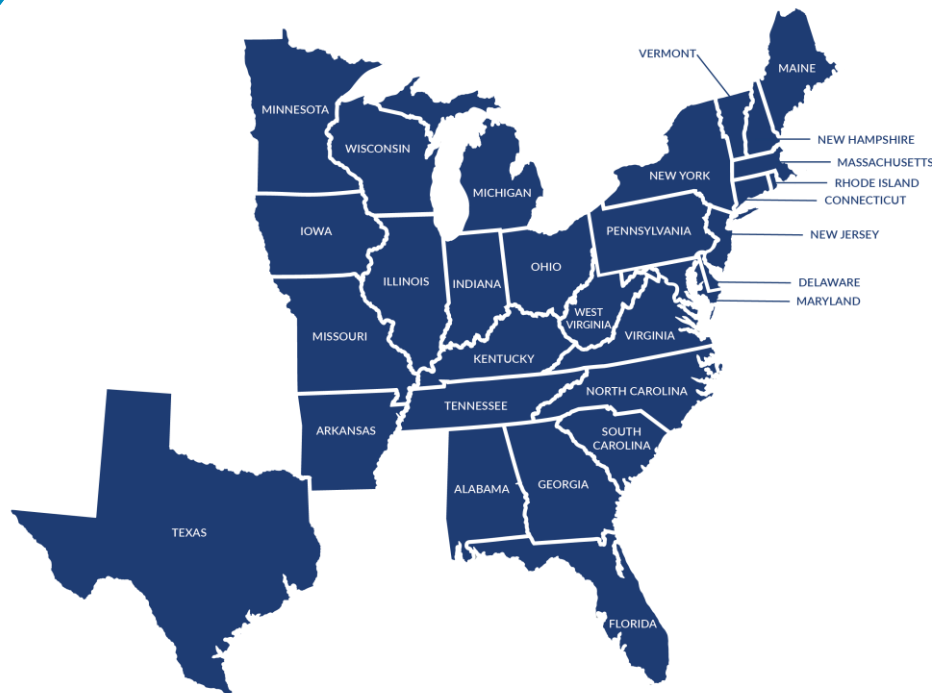 VERMONT
MAINE
MINNESOTA
NEW HAMPSHIRE
WISCONSIN
MASSACHUSETTS
NEW YORK
RHODE ISLAND
MICHIGAN
CONNECTICUT
IOWA
PENNSYLVANIA
NEW JERSEY
OHIO
ILLINOIS
INDIANA
DELAWARE
MARYLAND
WEST
VIRGINIA
MISSOURI
VIRGINIA
KENTUCKY
NORTH CAROLINA
TENNESSEE
ARKANSAS
SOUTH
CAROLINA
ALABAMA
GEORGIA
TEXAS
FLORIDA